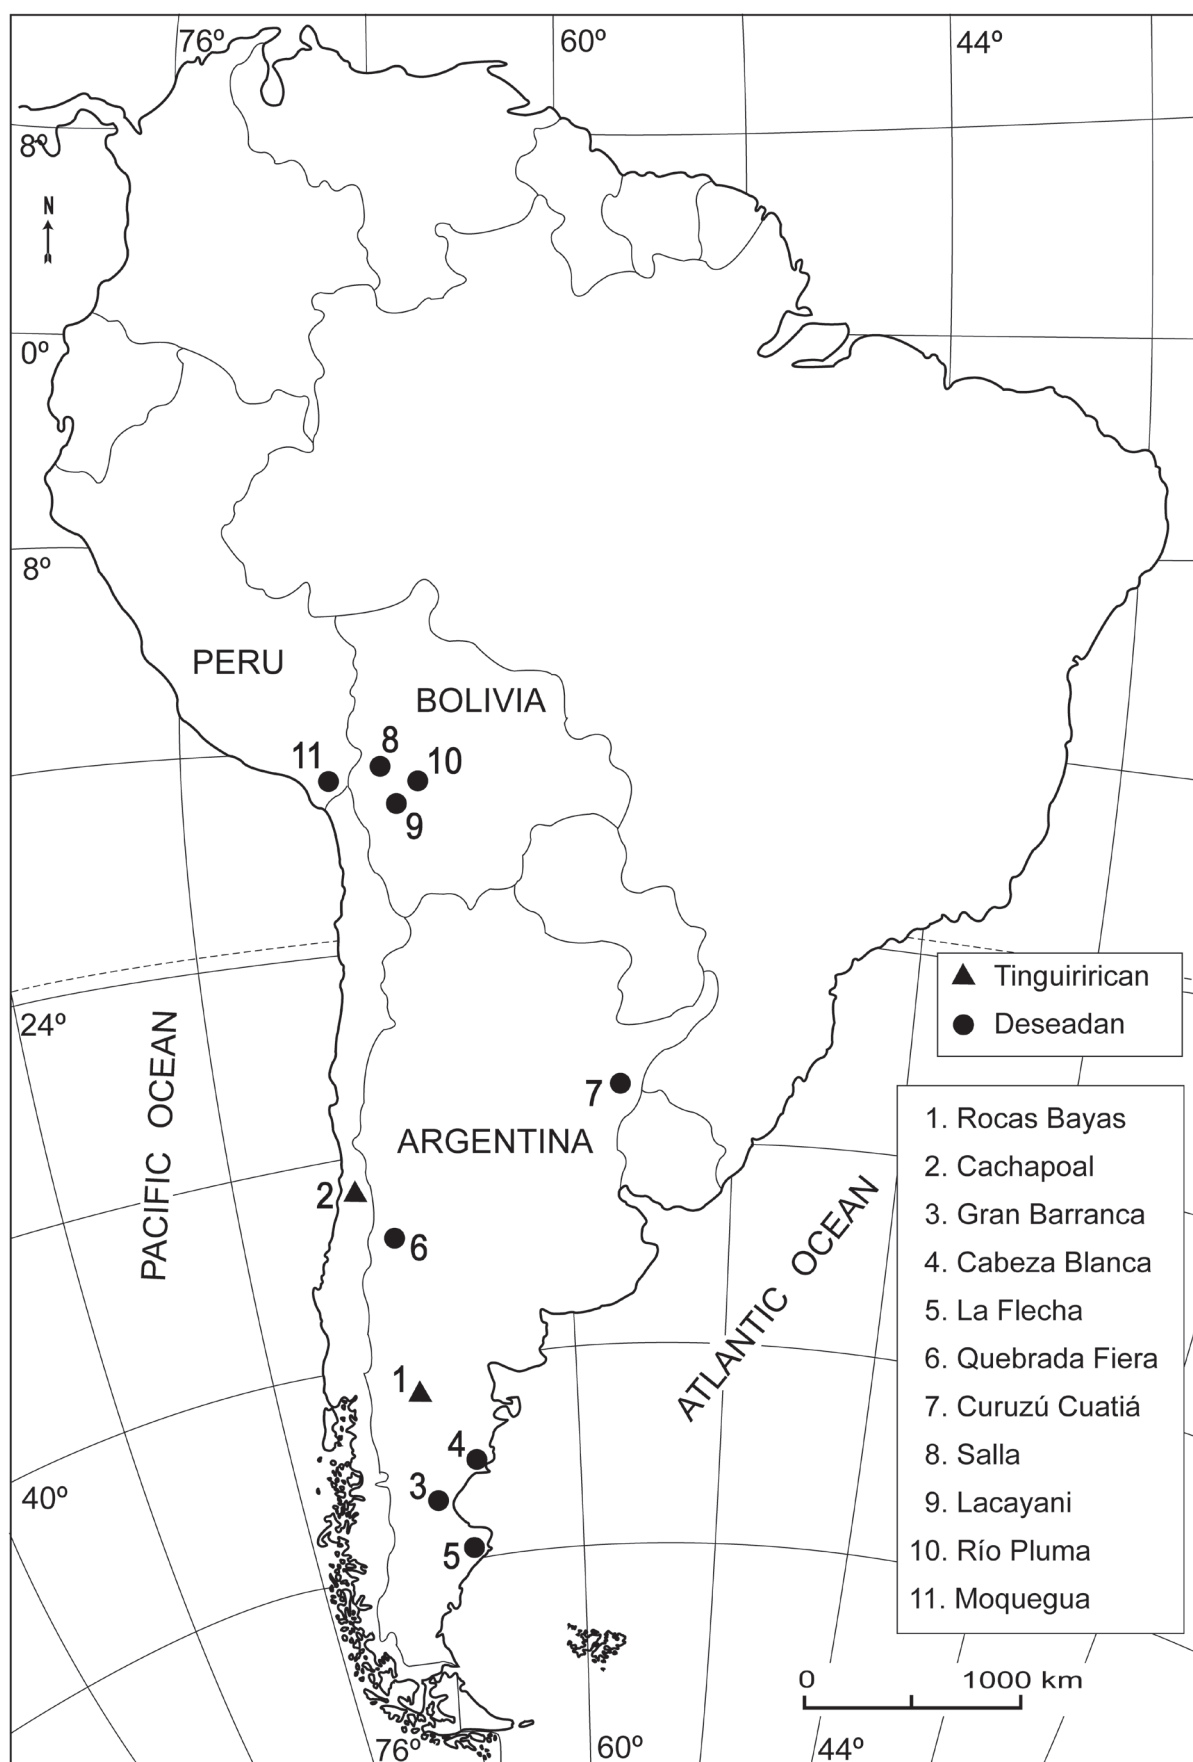 76º
60º
44º
8º
N
0º
8º
PERU
BOLIVIA
8
11
10
9
24º
PACIFIC OCEAN
Tinguirirican
Deseadan
7
ARGENTINA
2
6
ATLANTIC OCEAN
1. Rocas Bayas
2. Cachapoal
3. Gran Barranca
4. Cabeza Blanca
5. La Flecha
6. Quebrada Fiera
7. Curuzú Cuatiá
8. Salla
9. Lacayani
10. Río Pluma
11. Moquegua
1
4
3
40º
5
0 1000 km
76º
60º
44º